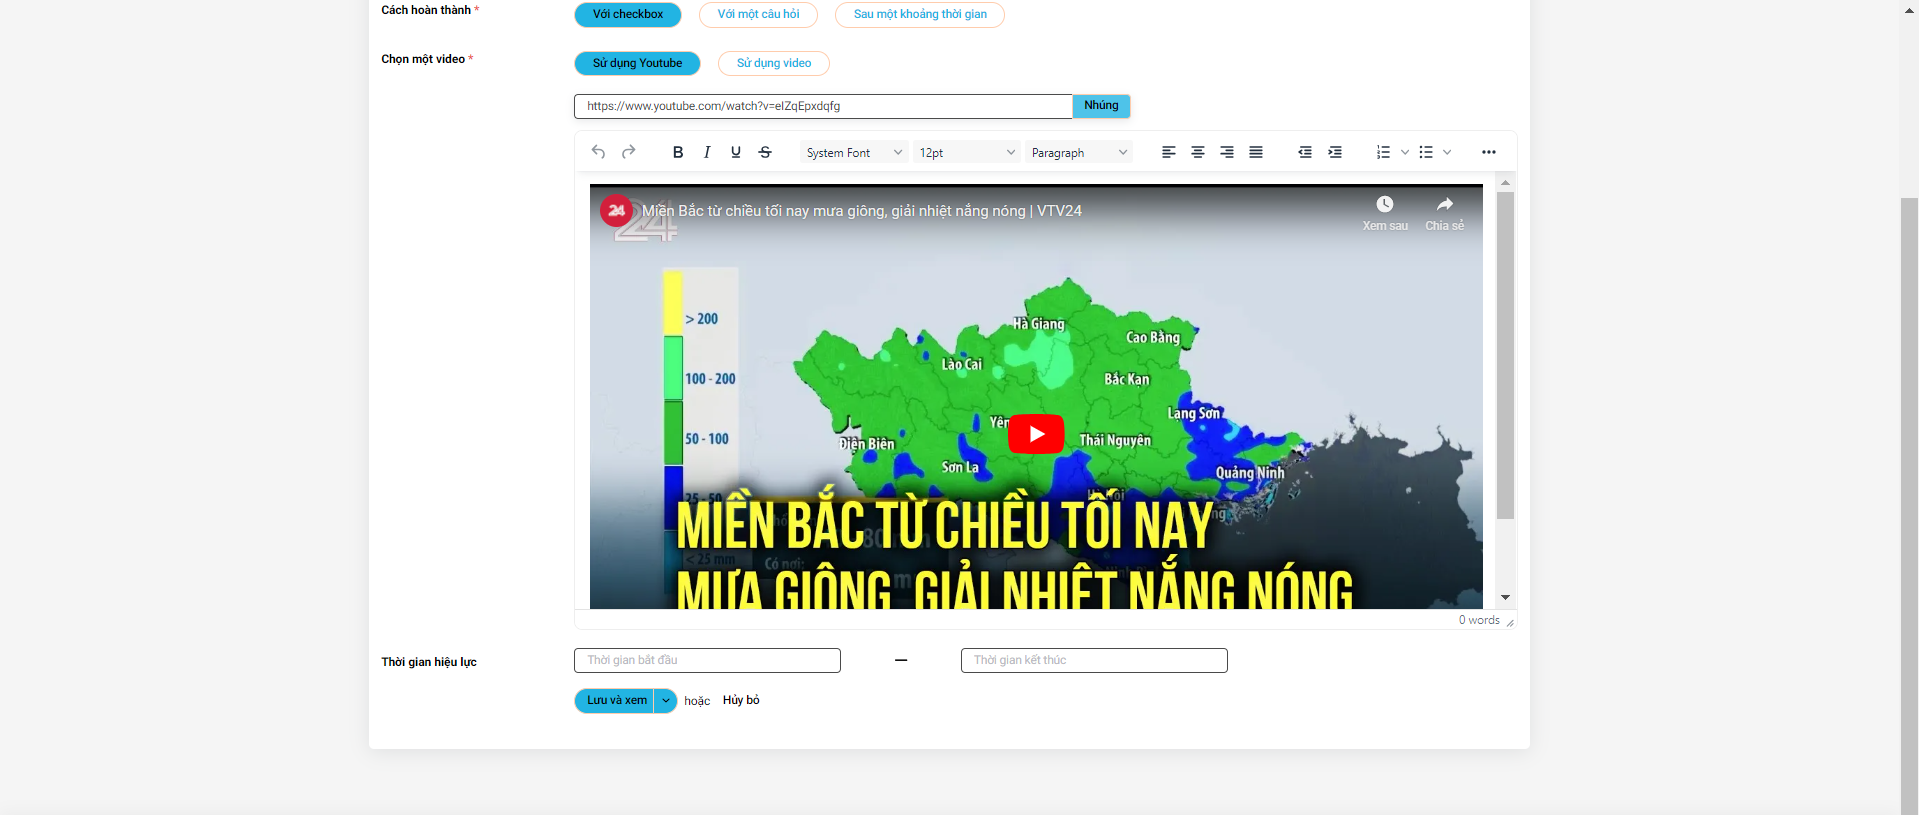 Cách hoàn thành *
Với checkbox
Với một câu hỏi
Sau một khoảng thời gian
Chọn một video *
Sử dụng Youtube
Sử dụng video
https://www.youtube.com/watch?v=eIZqEpxdqfg
Nhúng
B I U S
System Font
12pt
Paragraph
24
Miền Bắc từ chiều tối nay mưa giông, giải nhiệt nắng nóng | VTV24
Xem sau
Chia sẻ
24
> 200
100 - 200
50 - 100
25 - 50
< 25 mm
Hà Giang
Cao Bằng
Lào Cai
Bắc Kạn
Lạng Sơn
Yên
Điện Biên
Thái Nguyên
Sơn La
Quảng Ninh
Hà Nội
Có nơi:
MIỀN BẮC TỪ CHIỀU TỐI NAY
MƯA GIÔNG, GIẢI NHIỆT NẮNG NÓNG
0 words
Thời gian hiệu lực
Thời gian bắt đầu
—
Thời gian kết thúc
Lưu và xem
hoặc
Hủy bỏ